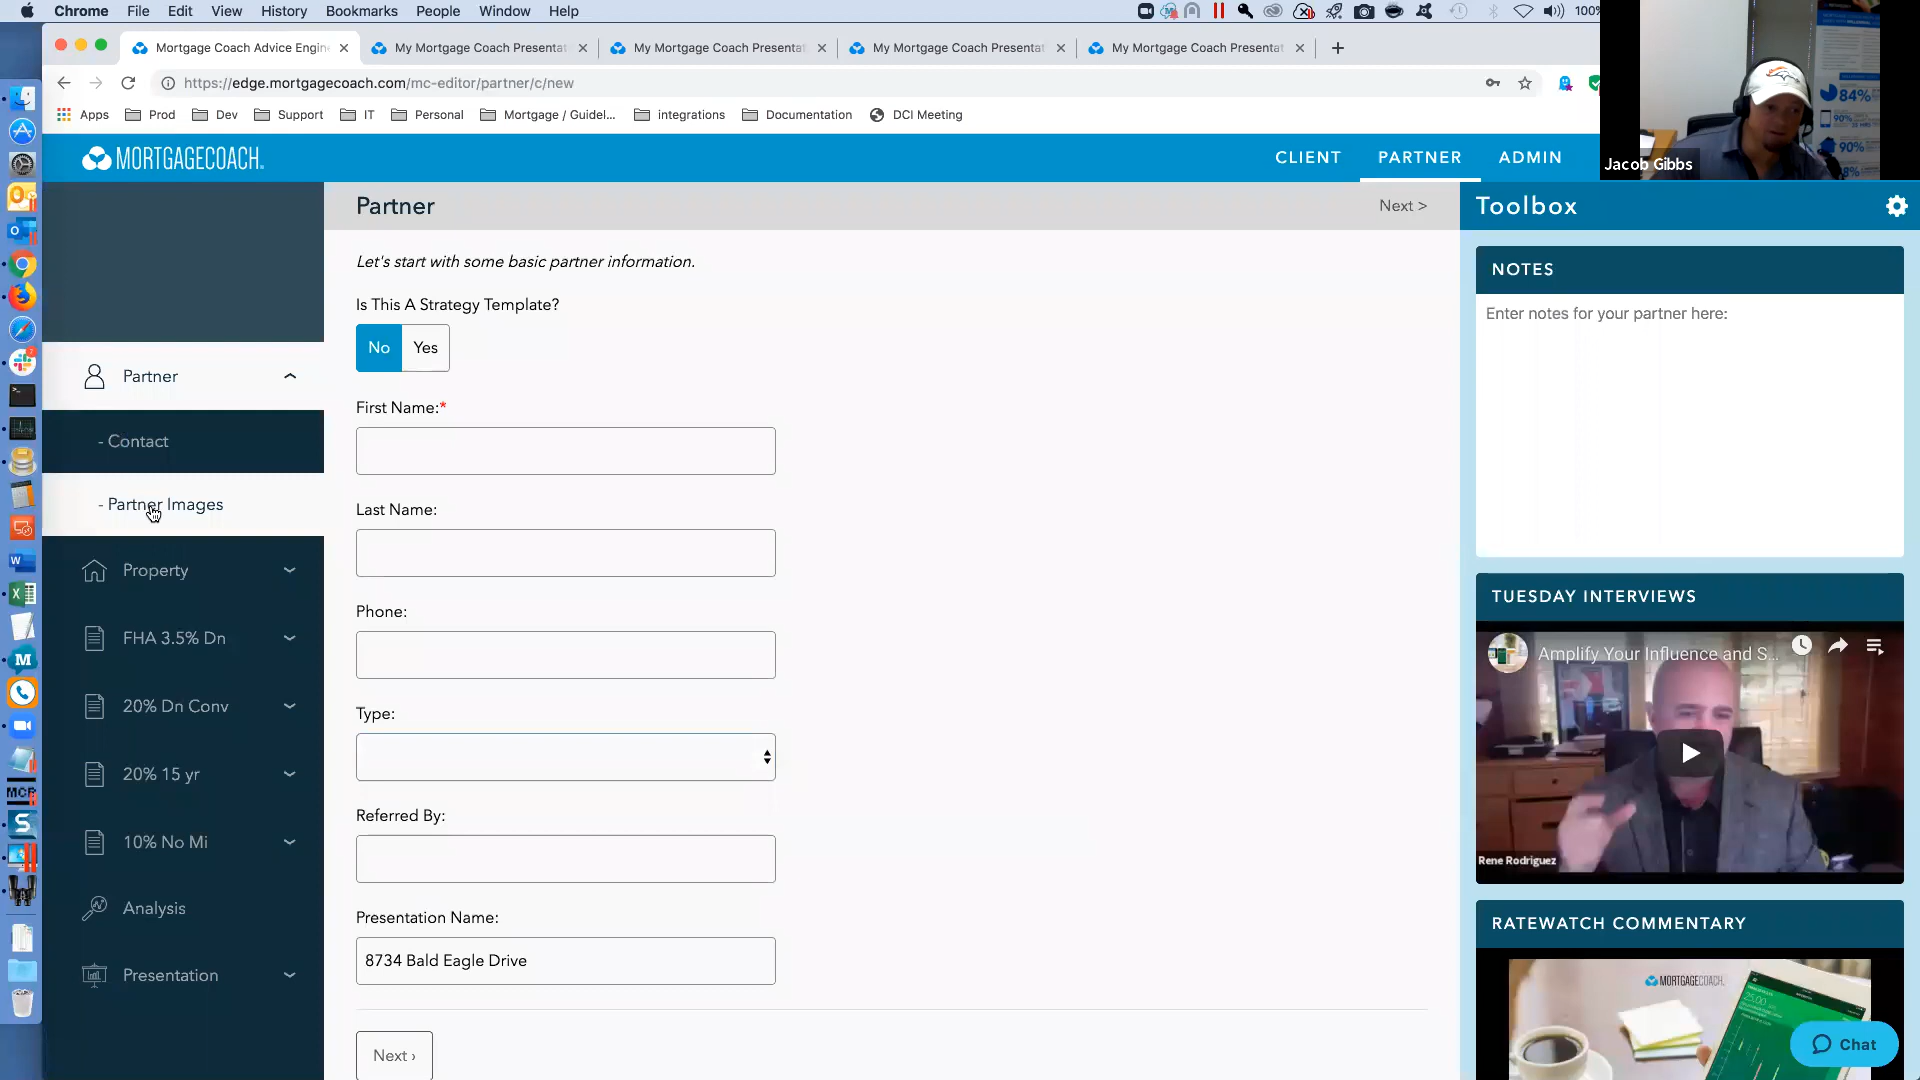 Chrome File Edit View History Bookmarks People Window Help 100%
Mortgage Coach Advice Engin My Mortgage Coach Presentat My Mortgage Coach Presentat My Mortgage Coach Presentat My Mortgage Coach Presentat
https://edge.mortgagecoach.com/mc-editor/partner/c/new
Apps Prod Dev Support IT Personal Mortgage / Guidel... integrations Documentation DCI Meeting
MORTGAGECOACH
CLIENT PARTNER ADMIN
84%
90%
90%
Jacob Gibbs
Partner
- Contact
- Partner Images
Property
FHA 3.5% Dn
20% Dn Conv
20% 15 yr
10% No Mi
Analysis
Presentation
Partner
Next >
Let's start with some basic partner information.
Is This A Strategy Template?
No Yes
First Name:*
Last Name:
Phone:
Type:
Referred By:
Presentation Name:
8734 Bald Eagle Drive
Next ›
Toolbox
NOTES
Enter notes for your partner here:
TUESDAY INTERVIEWS
Amplify Your Influence and S...
Rene Rodriguez
RATEWATCH COMMENTARY
MORTGAGECOACH
Chat